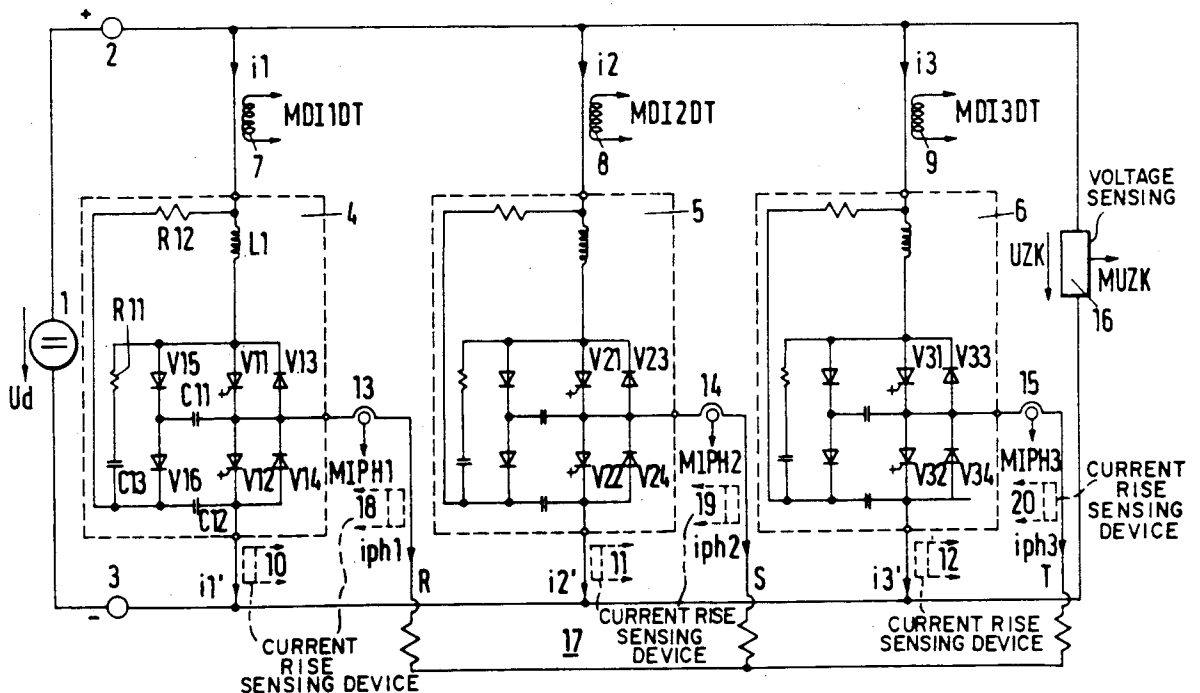 +
2
i1
i2
i3
MDI1DT
MDI2DT
MDI3DT
7
8
9
VOLTAGE
SENSING
4
5
6
R12
L1
UZK
MUZK
16
1
R11
Ud
V15
V11
V13
C11
13
V21
V23
14
V31
V33
15
C13
V16
V12
V14
C12
MIPH1
18
V22
V24
MIPH2
19
V32
V34
MIPH3
20
CURRENT
RISE
SENSING
DEVICE
iph1
iph2
iph3
3
-
i1'
10
R
i2'
11
S
i3'
12
T
CURRENT
RISE
SENSING DEVICE
17
CURRENT RISE
SENSING
DEVICE
CURRENT RISE
SENSING DEVICE